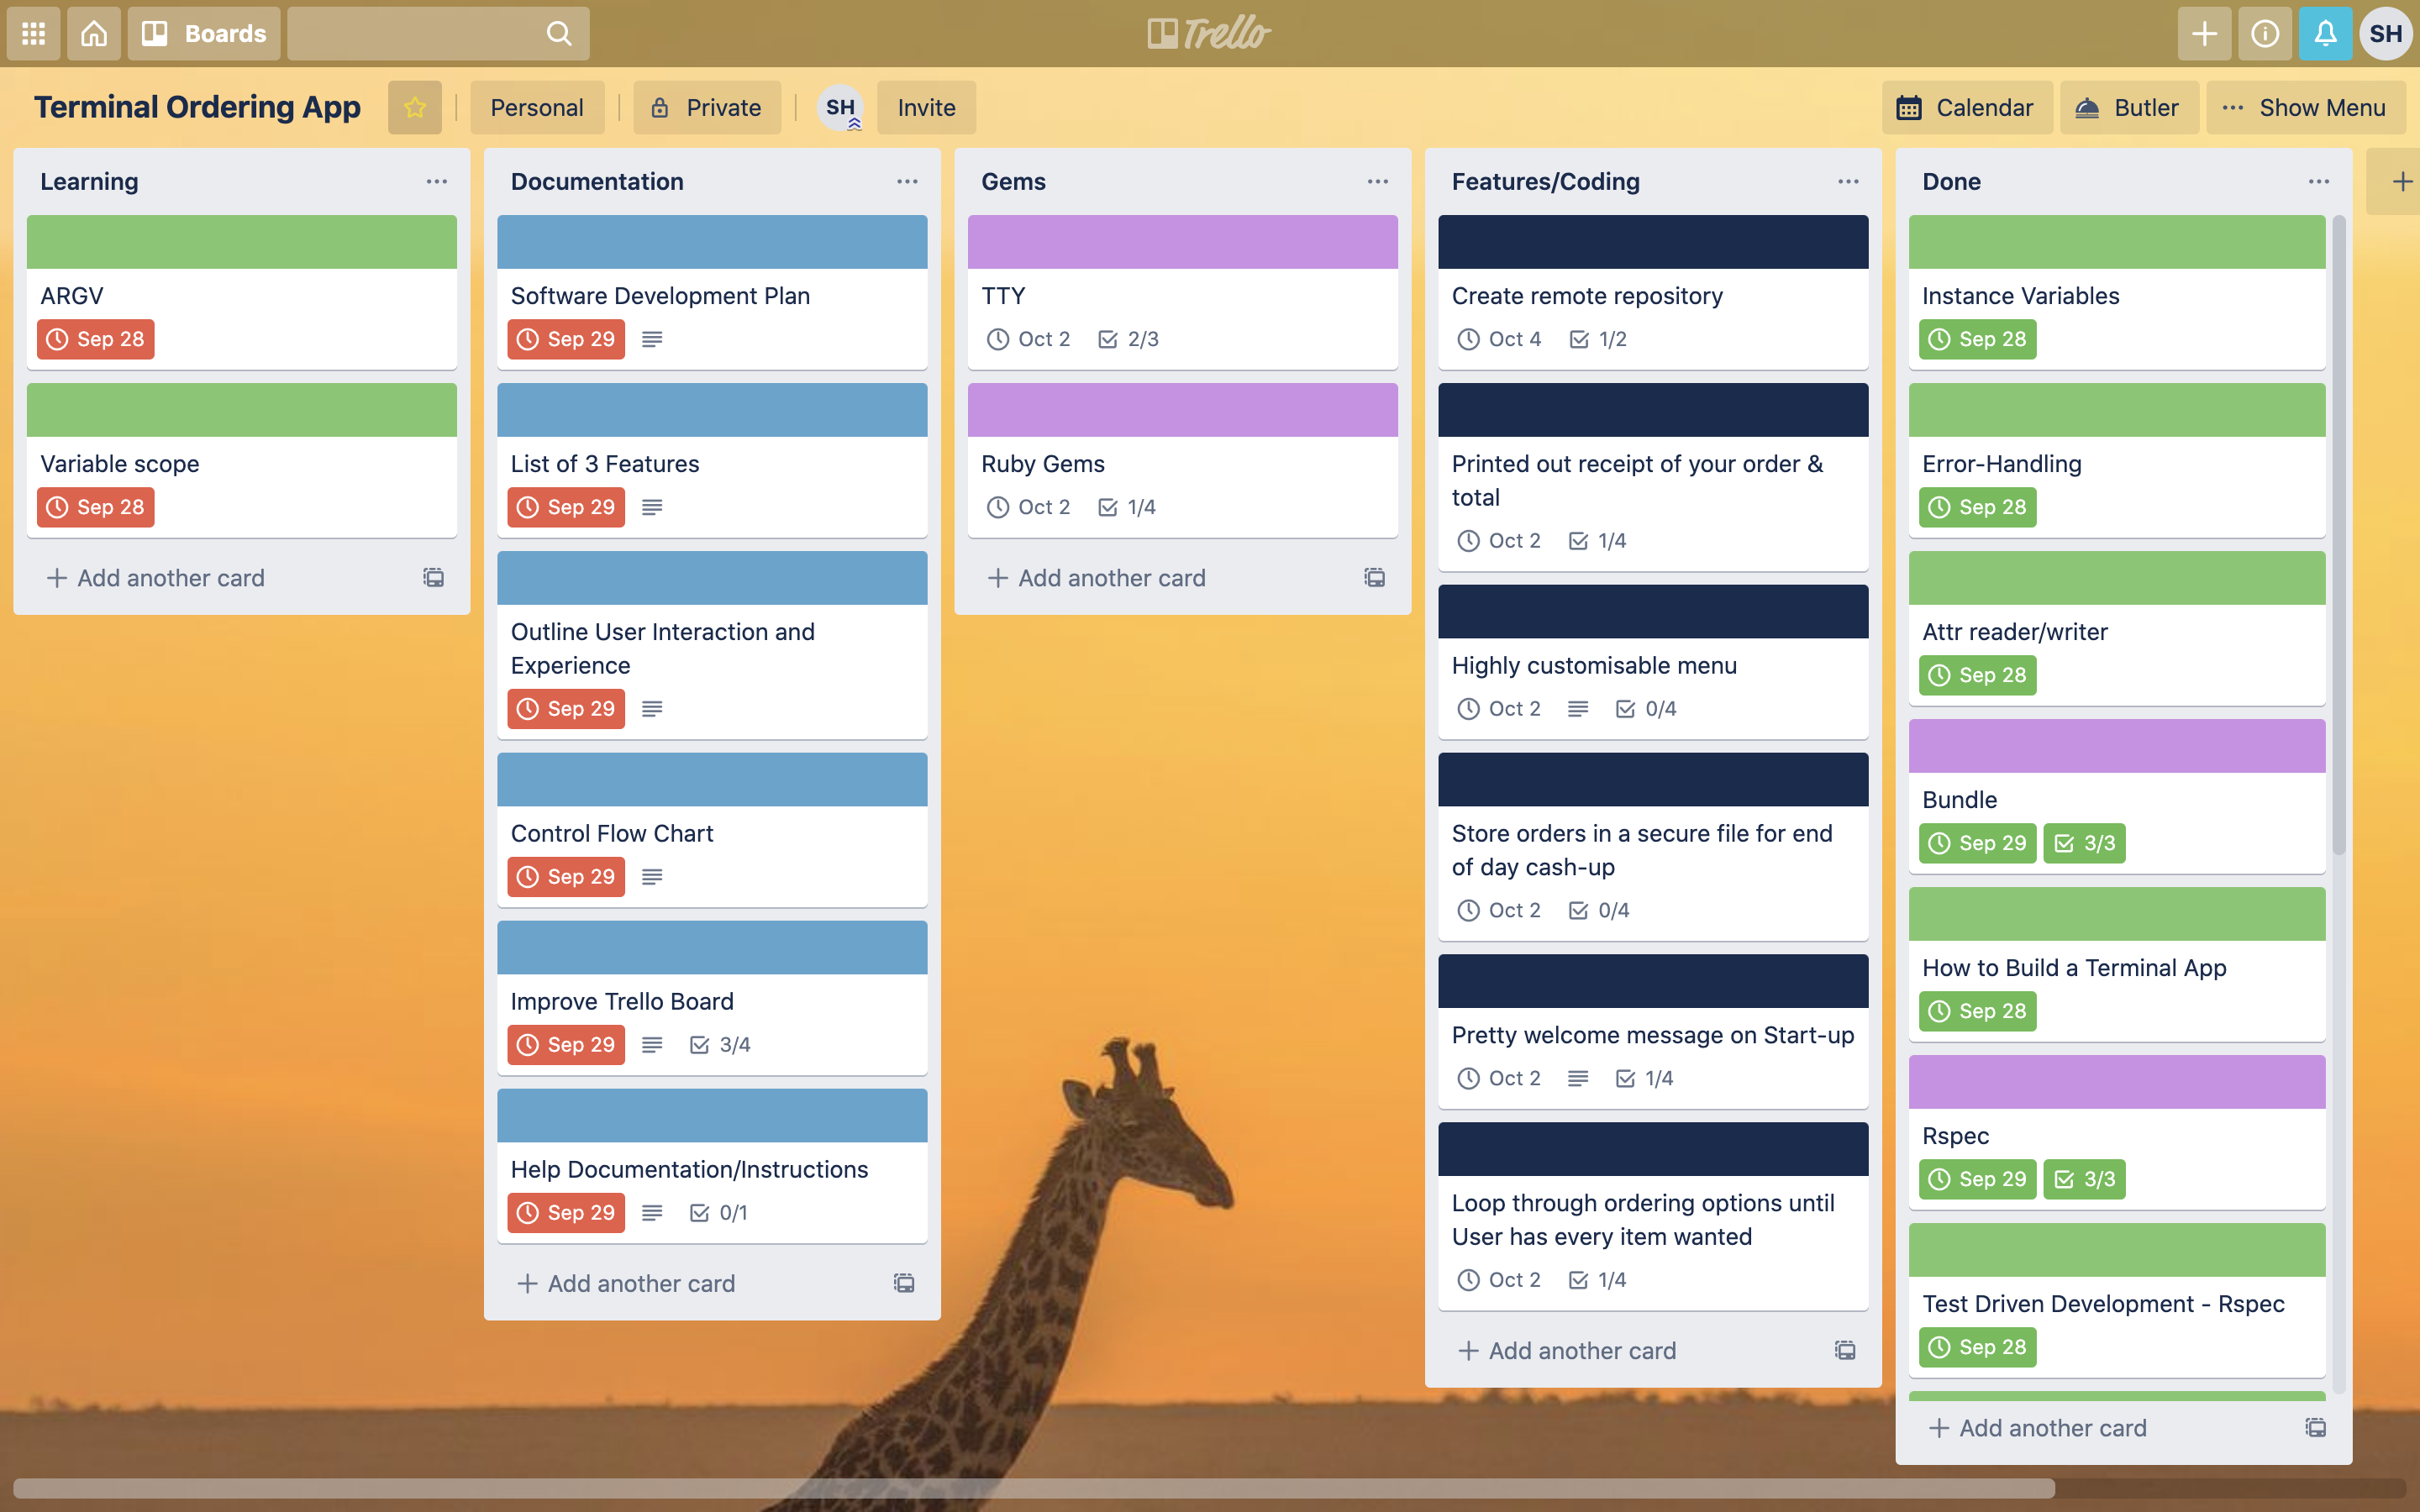 Boards
Trello
SH
Terminal Ordering App
Personal
Private
SH
Invite
Calendar
Butler
Show Menu
Learning
ARGV
Sep 28
Variable scope
Sep 28
Add another card
Documentation
Software Development Plan
Sep 29
List of 3 Features
Sep 29
Outline User Interaction and
Experience
Sep 29
Control Flow Chart
Sep 29
Improve Trello Board
Sep 29 3/4
Help Documentation/Instructions
Sep 29 0/1
Add another card
Gems
TTY
Oct 2 2/3
Ruby Gems
Oct 2 1/4
Add another card
Features/Coding
Create remote repository
Oct 4 1/2
Printed out receipt of your order &
total
Oct 2 1/4
Highly customisable menu
Oct 2 0/4
Store orders in a secure file for end
of day cash-up
Oct 2 0/4
Pretty welcome message on Start-up
Oct 2 1/4
Loop through ordering options until
User has every item wanted
Oct 2 1/4
Add another card
Done
Instance Variables
Sep 28
Error-Handling
Sep 28
Attr reader/writer
Sep 28
Bundle
Sep 29 3/3
How to Build a Terminal App
Sep 28
Rspec
Sep 29 3/3
Test Driven Development - Rspec
Sep 28
Add another card